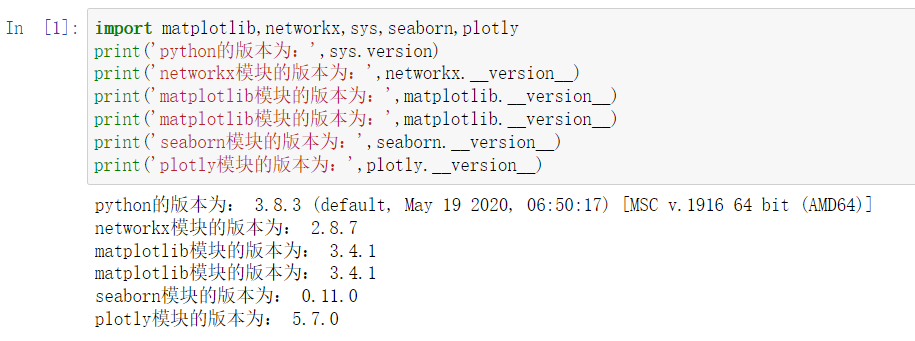 In [1]: import matplotlib,networkx,sys,seaborn,plotly
print('python的版本为：',sys.version)
print('networkx模块的版本为：',networkx.__version__)
print('matplotlib模块的版本为：',matplotlib.__version__)
print('matplotlib模块的版本为：',matplotlib.__version__)
print('seaborn模块的版本为：',seaborn.__version__)
print('plotly模块的版本为：',plotly.__version__)
python的版本为： 3.8.3 (default, May 19 2020, 06:50:17) [MSC v.1916 64 bit (AMD64)]
networkx模块的版本为： 2.8.7
matplotlib模块的版本为： 3.4.1
matplotlib模块的版本为： 3.4.1
seaborn模块的版本为： 0.11.0
plotly模块的版本为： 5.7.0